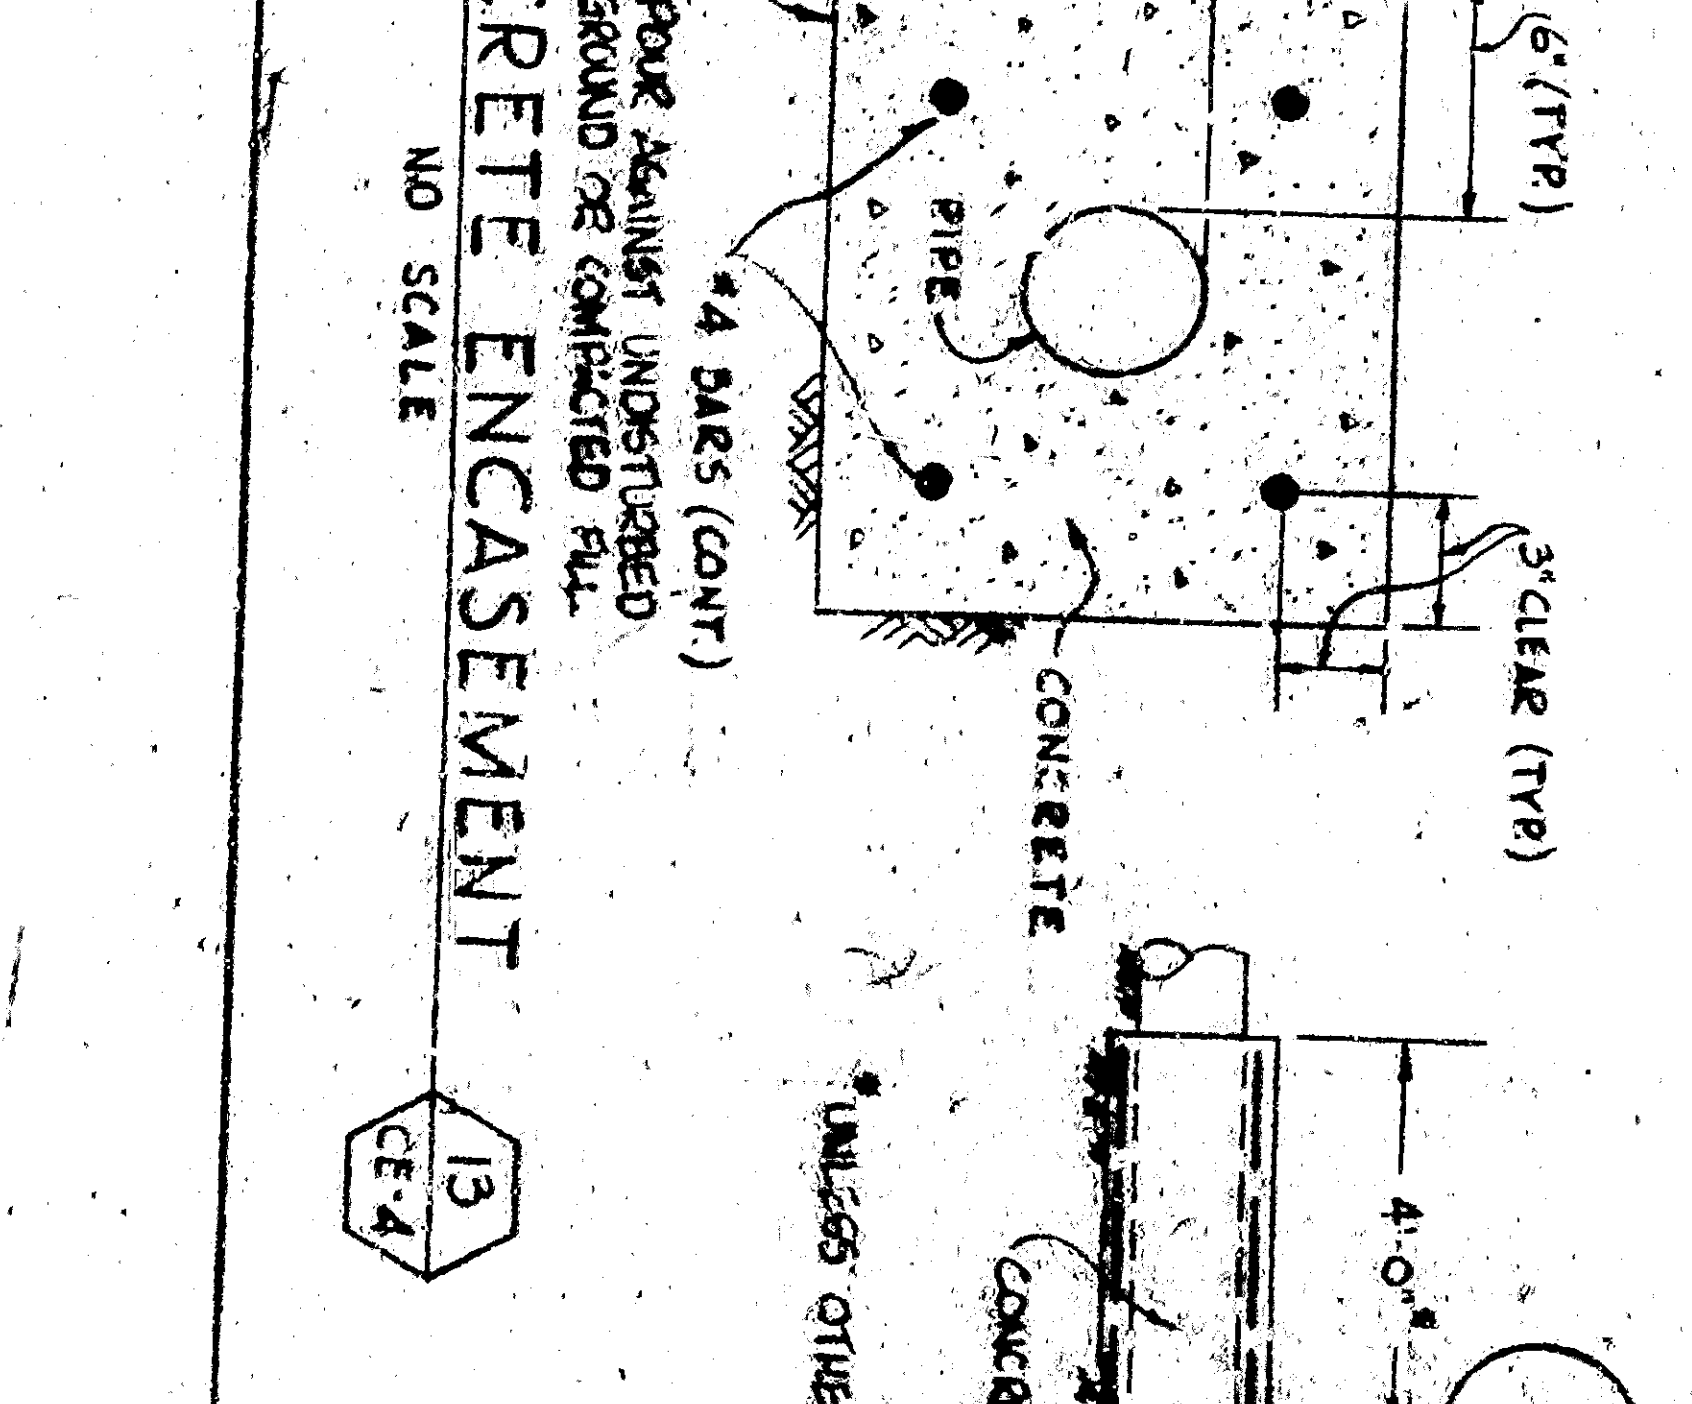 6" (TYP.)
3" CLEAR (TYP.)
PIPE
CONCRETE
#4 BARS (CONT.)
POUR AGAINST UNDISTURBED
GROUND OR COMPACTED FILL
RETE ENCASEMENT
NO SCALE
13
CE-4
4'-0"*
CONCR
* UNLESS OTHE